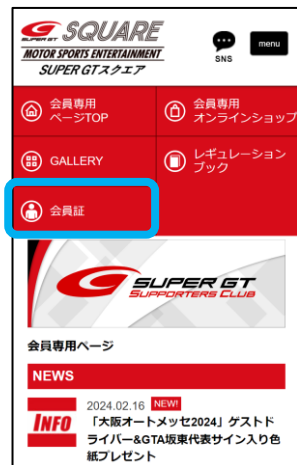 SUPER GT SQUARE
MOTOR SPORTS ENTERTAINMENT
SUPER GTスクエア
SNS
menu
会員専用
ページTOP
会員専用
オンラインショップ
GALLERY
レギュレーション
ブック
会員証
SUPER GT
SUPPORTERS CLUB
会員専用ページ
NEWS
2024.02.16 NEW!
INFO
「大阪オートメッセ2024」ゲストド
ライバー&GTA坂東代表サイン入り色
紙プレゼント